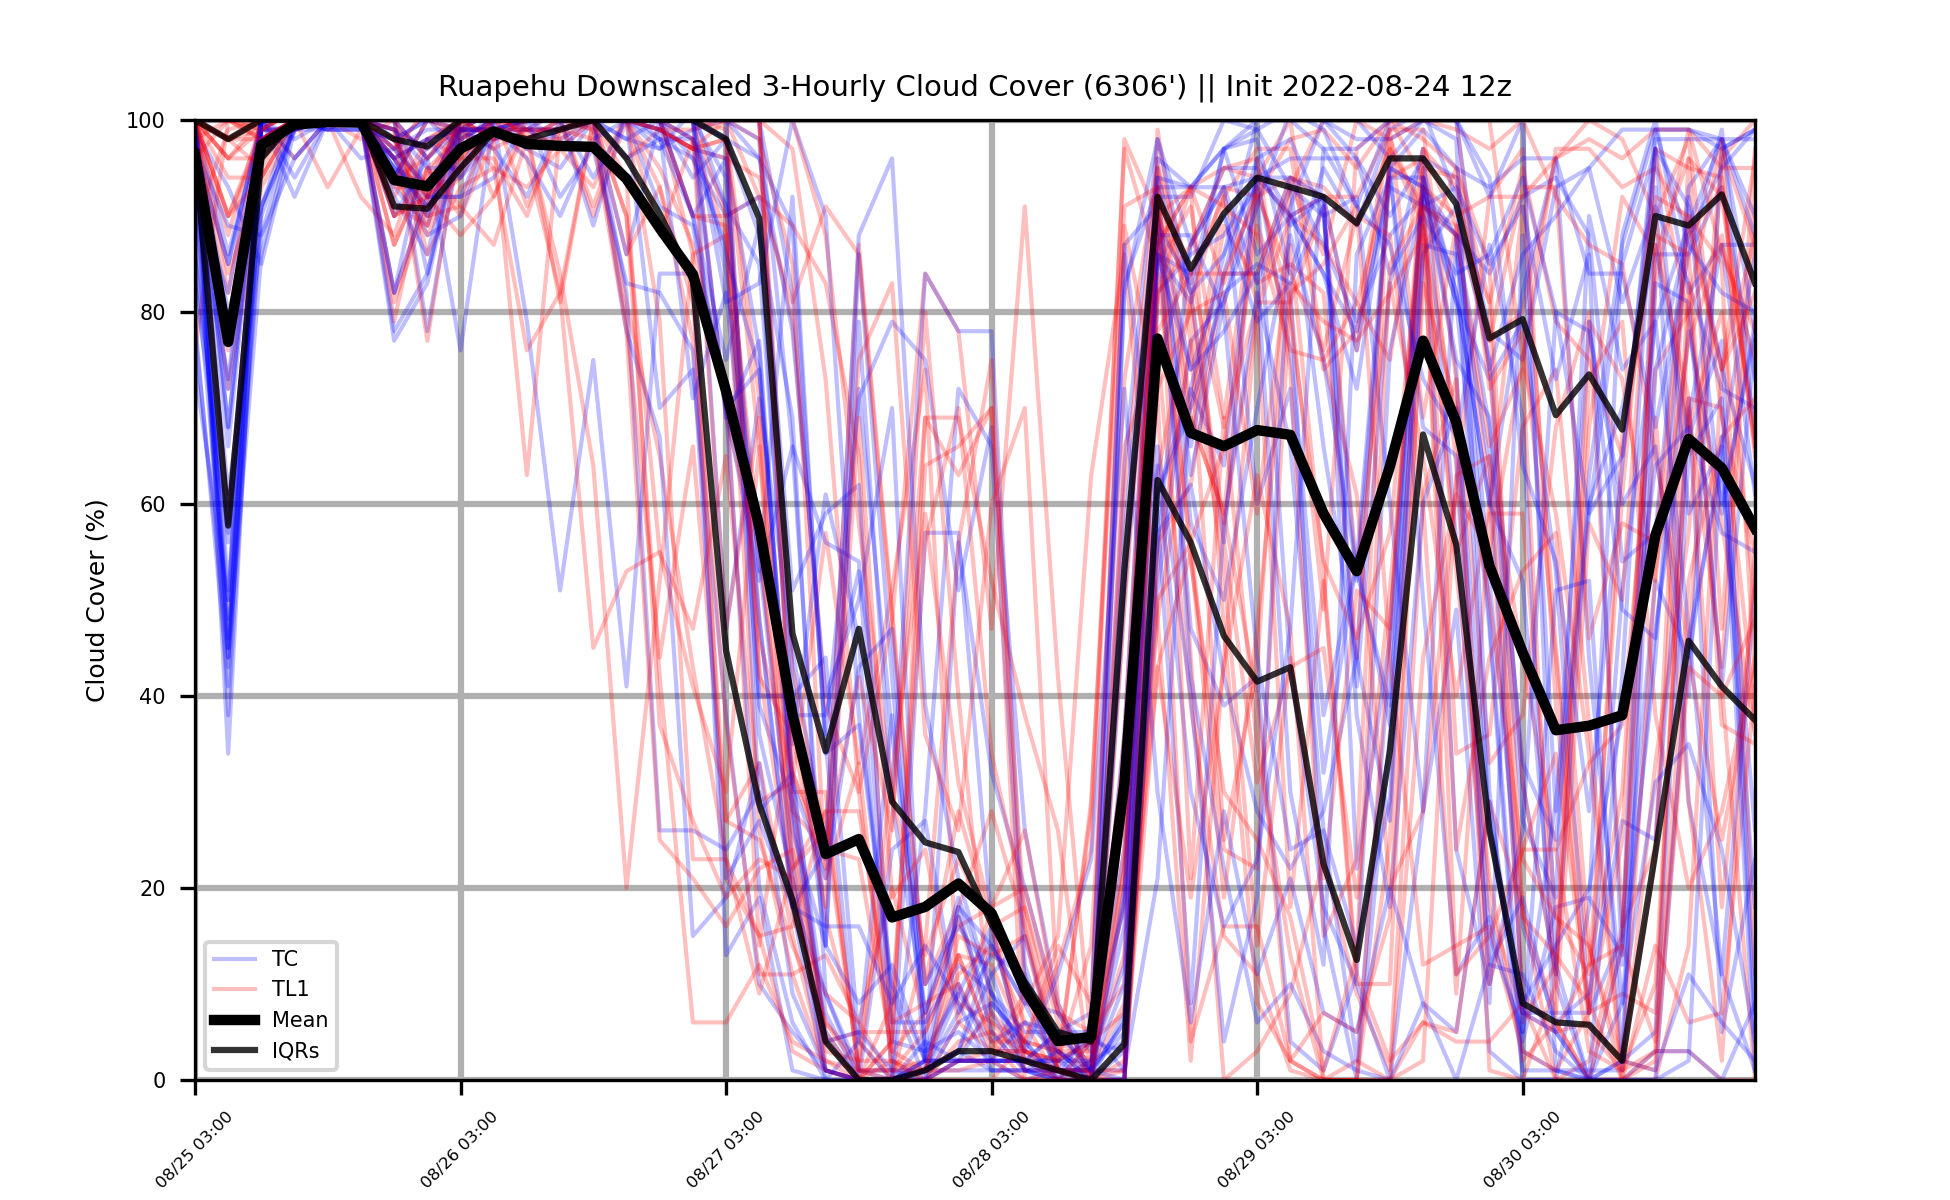 Ruapehu Downscaled 3-Hourly Cloud Cover (6306') || Init 2022-08-24 12z
Cloud Cover (%)
100
80
60
40
20
0
TC
TL1
Mean
IQRs
08/25 03:00
08/26 03:00
08/27 03:00
08/28 03:00
08/29 03:00
08/30 03:00